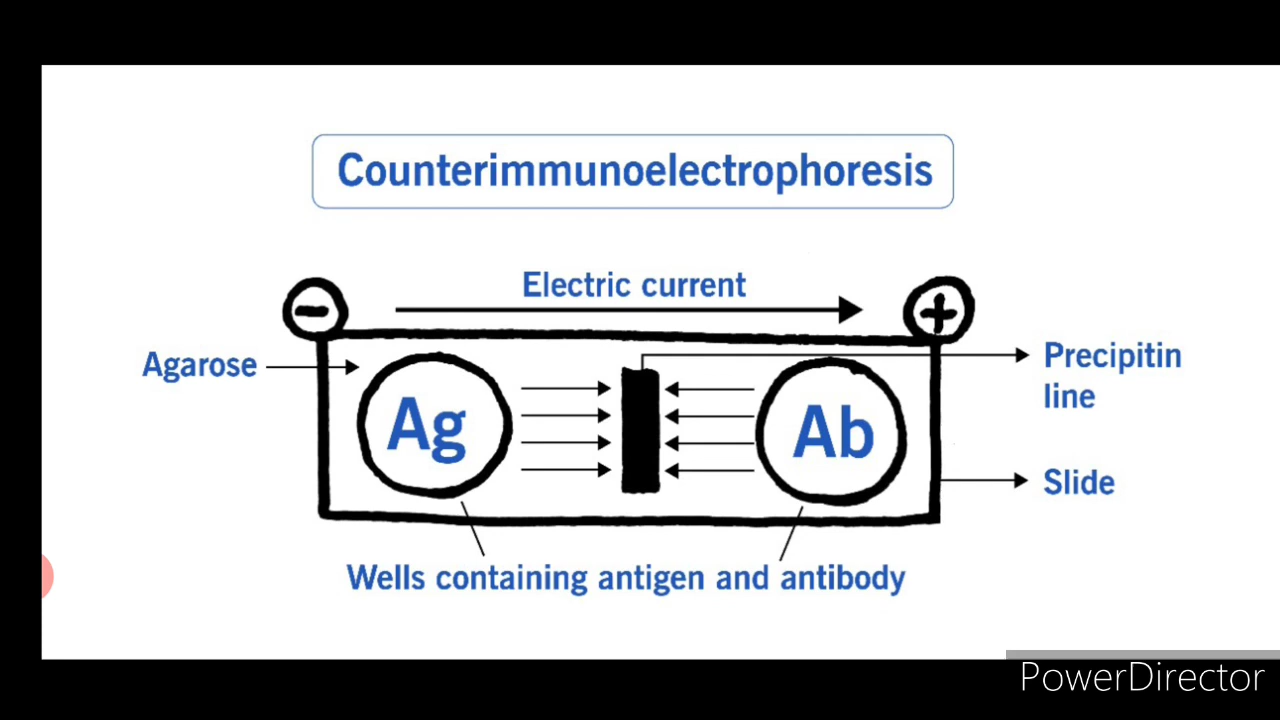 Counterimmunoelectrophoresis
Electric current
−
+
Agarose
Ag
Ab
Precipitin
line
Slide
Wells containing antigen and antibody
PowerDirector